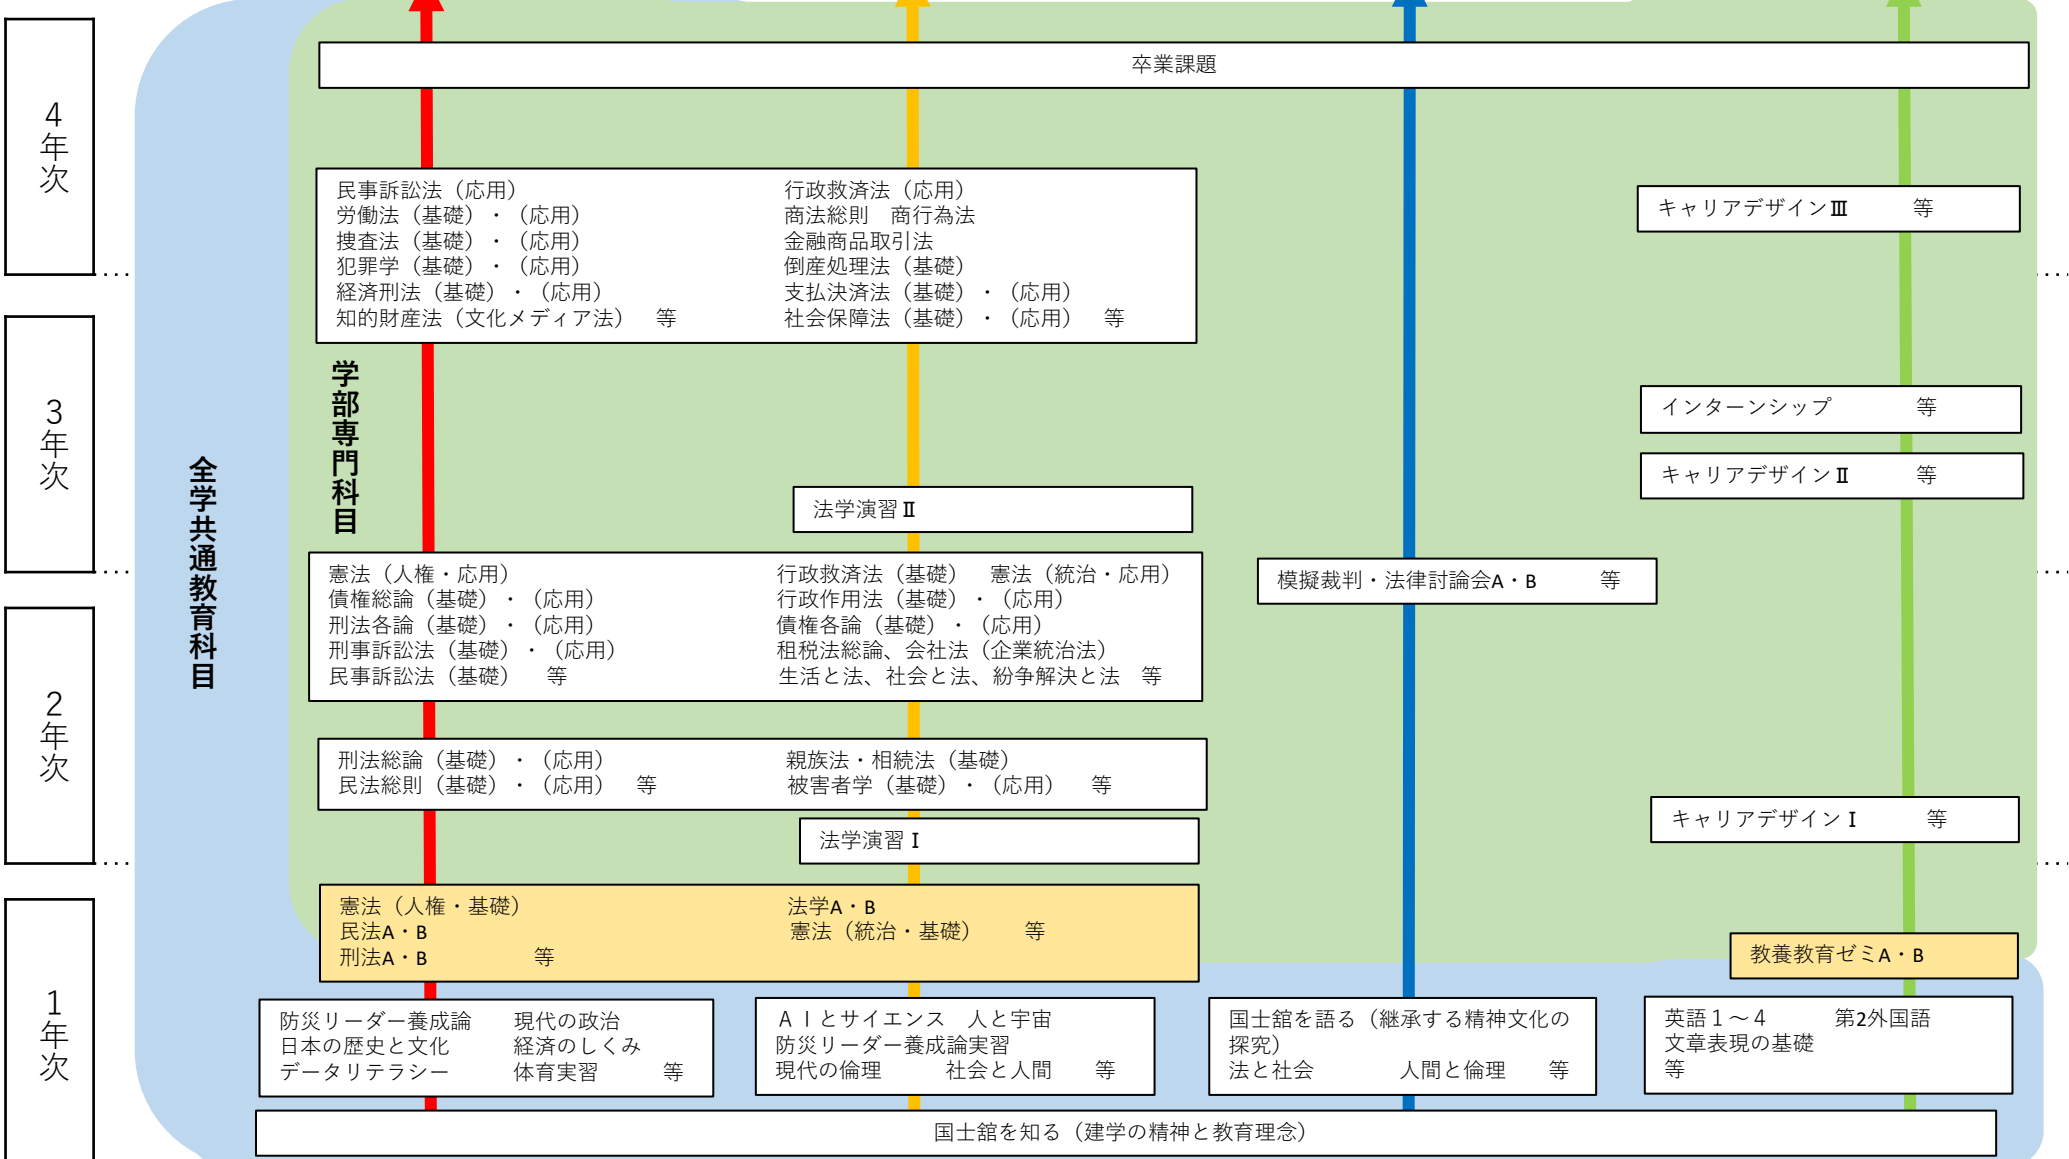 4年次
卒業課題
民事訴訟法（応用）　行政救済法（応用）
労働法（基礎）・（応用）　商法総則　商行為法
捜査法（基礎）・（応用）　金融商品取引法
犯罪学（基礎）・（応用）　倒産処理法（基礎）
経済刑法（基礎）・（応用）　支払決済法（基礎）・（応用）
知的財産法（文化メディア法）　等　社会保障法（基礎）・（応用）　等
キャリアデザインⅢ　等
3年次
学部専門科目
全学共通教育科目
インターンシップ　等
キャリアデザインⅡ　等
法学演習Ⅱ
憲法（人権・応用）　行政救済法（基礎）　憲法（統治・応用）
債権総論（基礎）・（応用）　行政作用法（基礎）・（応用）
刑法各論（基礎）・（応用）　債権各論（基礎）・（応用）
刑事訴訟法（基礎）・（応用）　租税法総論、会社法（企業統治法）
民事訴訟法（基礎）　等　生活と法、社会と法、紛争解決と法　等
模擬裁判・法律討論会A・B　等
2年次
刑法総論（基礎）・（応用）　親族法・相続法（基礎）
民法総則（基礎）・（応用）　等　被害者学（基礎）・（応用）　等
キャリアデザインⅠ　等
法学演習Ⅰ
1年次
憲法（人権・基礎）　法学A・B
民法A・B　憲法（統治・基礎）　等
刑法A・B　等
教養教育ゼミA・B
防災リーダー養成論　現代の政治
日本の歴史と文化　経済のしくみ
データリテラシー　体育実習　等
ＡＩとサイエンス　人と宇宙
防災リーダー養成論実習
現代の倫理　社会と人間　等
国士舘を語る（継承する精神文化の
探究）
法と社会　人間と倫理　等
英語１～４　第2外国語
文章表現の基礎
等
国士舘を知る（建学の精神と教育理念）